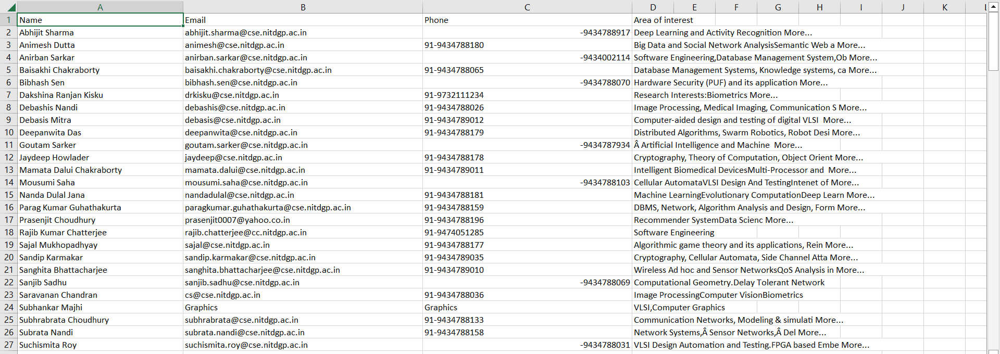 A B C D E F G H I J K L
1 Name Email Phone Area of interest
2 Abhijit Sharma abhijit.sharma@cse.nitdgp.ac.in -9434788917 Deep Learning and Activity Recognition More...
3 Animesh Dutta animesh@cse.nitdgp.ac.in 91-9434788180 Big Data and Social Network AnalysisSemantic Web a More...
4 Anirban Sarkar anirban.sarkar@cse.nitdgp.ac.in -9434002114 Software Engineering,Database Management System,Ob More...
5 Baisakhi Chakraborty baisakhi.chakraborty@cse.nitdgp.ac.in 91-9434788065 Database Management Systems, Knowledge systems, ca More...
6 Bibhash Sen bibhash.sen@cse.nitdgp.ac.in -9434788070 Hardware Security (PUF) and its application More...
7 Dakshina Ranjan Kisku drkisku@cse.nitdgp.ac.in 91-9732111234 Research Interests:Biometrics More...
8 Debashis Nandi debashis@cse.nitdgp.ac.in 91-9434788026 Image Processing, Medical Imaging, Communication S More...
9 Debasis Mitra debasis@cse.nitdgp.ac.in 91-9434789012 Computer-aided design and testing of digital VLSI  More...
10 Deepanwita Das deepanwita@cse.nitdgp.ac.in 91-9434788179 Distributed Algorithms, Swarm Robotics, Robot Desi More...
11 Goutam Sarker goutam.sarker@cse.nitdgp.ac.in -9434787934 Â Artificial Intelligence and Machine  More...
12 Jaydeep Howlader jaydeep@cse.nitdgp.ac.in 91-9434788178 Cryptography, Theory of Computation, Object Orient More...
13 Mamata Dalui Chakraborty mamata.dalui@cse.nitdgp.ac.in 91-9434789011 Intelligent Biomedical DevicesMulti-Processor and  More...
14 Mousumi Saha mousumi.saha@cse.nitdgp.ac.in -9434788103 Cellular AutomataVLSI Design And TestingIntenet of More...
15 Nanda Dulal Jana nandadulal@cse.nitdgp.ac.in 91-9434788181 Machine LearningEvolutionary ComputationDeep Learn More...
16 Parag Kumar Guhathakurta paragkumar.guhathakurta@cse.nitdgp.ac.in 91-9434788159 DBMS, Network, Algorithm Analysis and Design, Form More...
17 Prasenjit Choudhury prasenjit0007@yahoo.co.in 91-9434788196 Recommender SystemData Scienc More...
18 Rajib Kumar Chatterjee rajib.chatterjee@cc.nitdgp.ac.in 91-9474051285 Software Engineering
19 Sajal Mukhopadhyay sajal@cse.nitdgp.ac.in 91-9434788177 Algorithmic game theory and its applications, Rein More...
20 Sandip Karmakar sandip.karmakar@cse.nitdgp.ac.in 91-9434789035 Cryptography, Cellular Automata, Side Channel Atta More...
21 Sanghita Bhattacharjee sanghita.bhattacharjee@cse.nitdgp.ac.in 91-9434789010 Wireless Ad hoc and Sensor NetworksQoS Analysis in More...
22 Sanjib Sadhu sanjib.sadhu@cse.nitdgp.ac.in -9434788069 Computational Geometry.Delay Tolerant Network
23 Saravanan Chandran cs@cse.nitdgp.ac.in 91-9434788036 Image ProcessingComputer VisionBiometrics
24 Subhankar Majhi Graphics Graphics VLSI,Computer Graphics
25 Subhrabrata Choudhury subhrabrata@cse.nitdgp.ac.in 91-9434788133 Communication Networks, Modeling & simulati More...
26 Subrata Nandi subrata.nandi@cse.nitdgp.ac.in 91-9434788158 Network Systems,Â Sensor Networks,Â Del More...
27 Suchismita Roy suchismita.roy@cse.nitdgp.ac.in -9434788031 VLSI Design Automation and Testing.FPGA based Embe More...